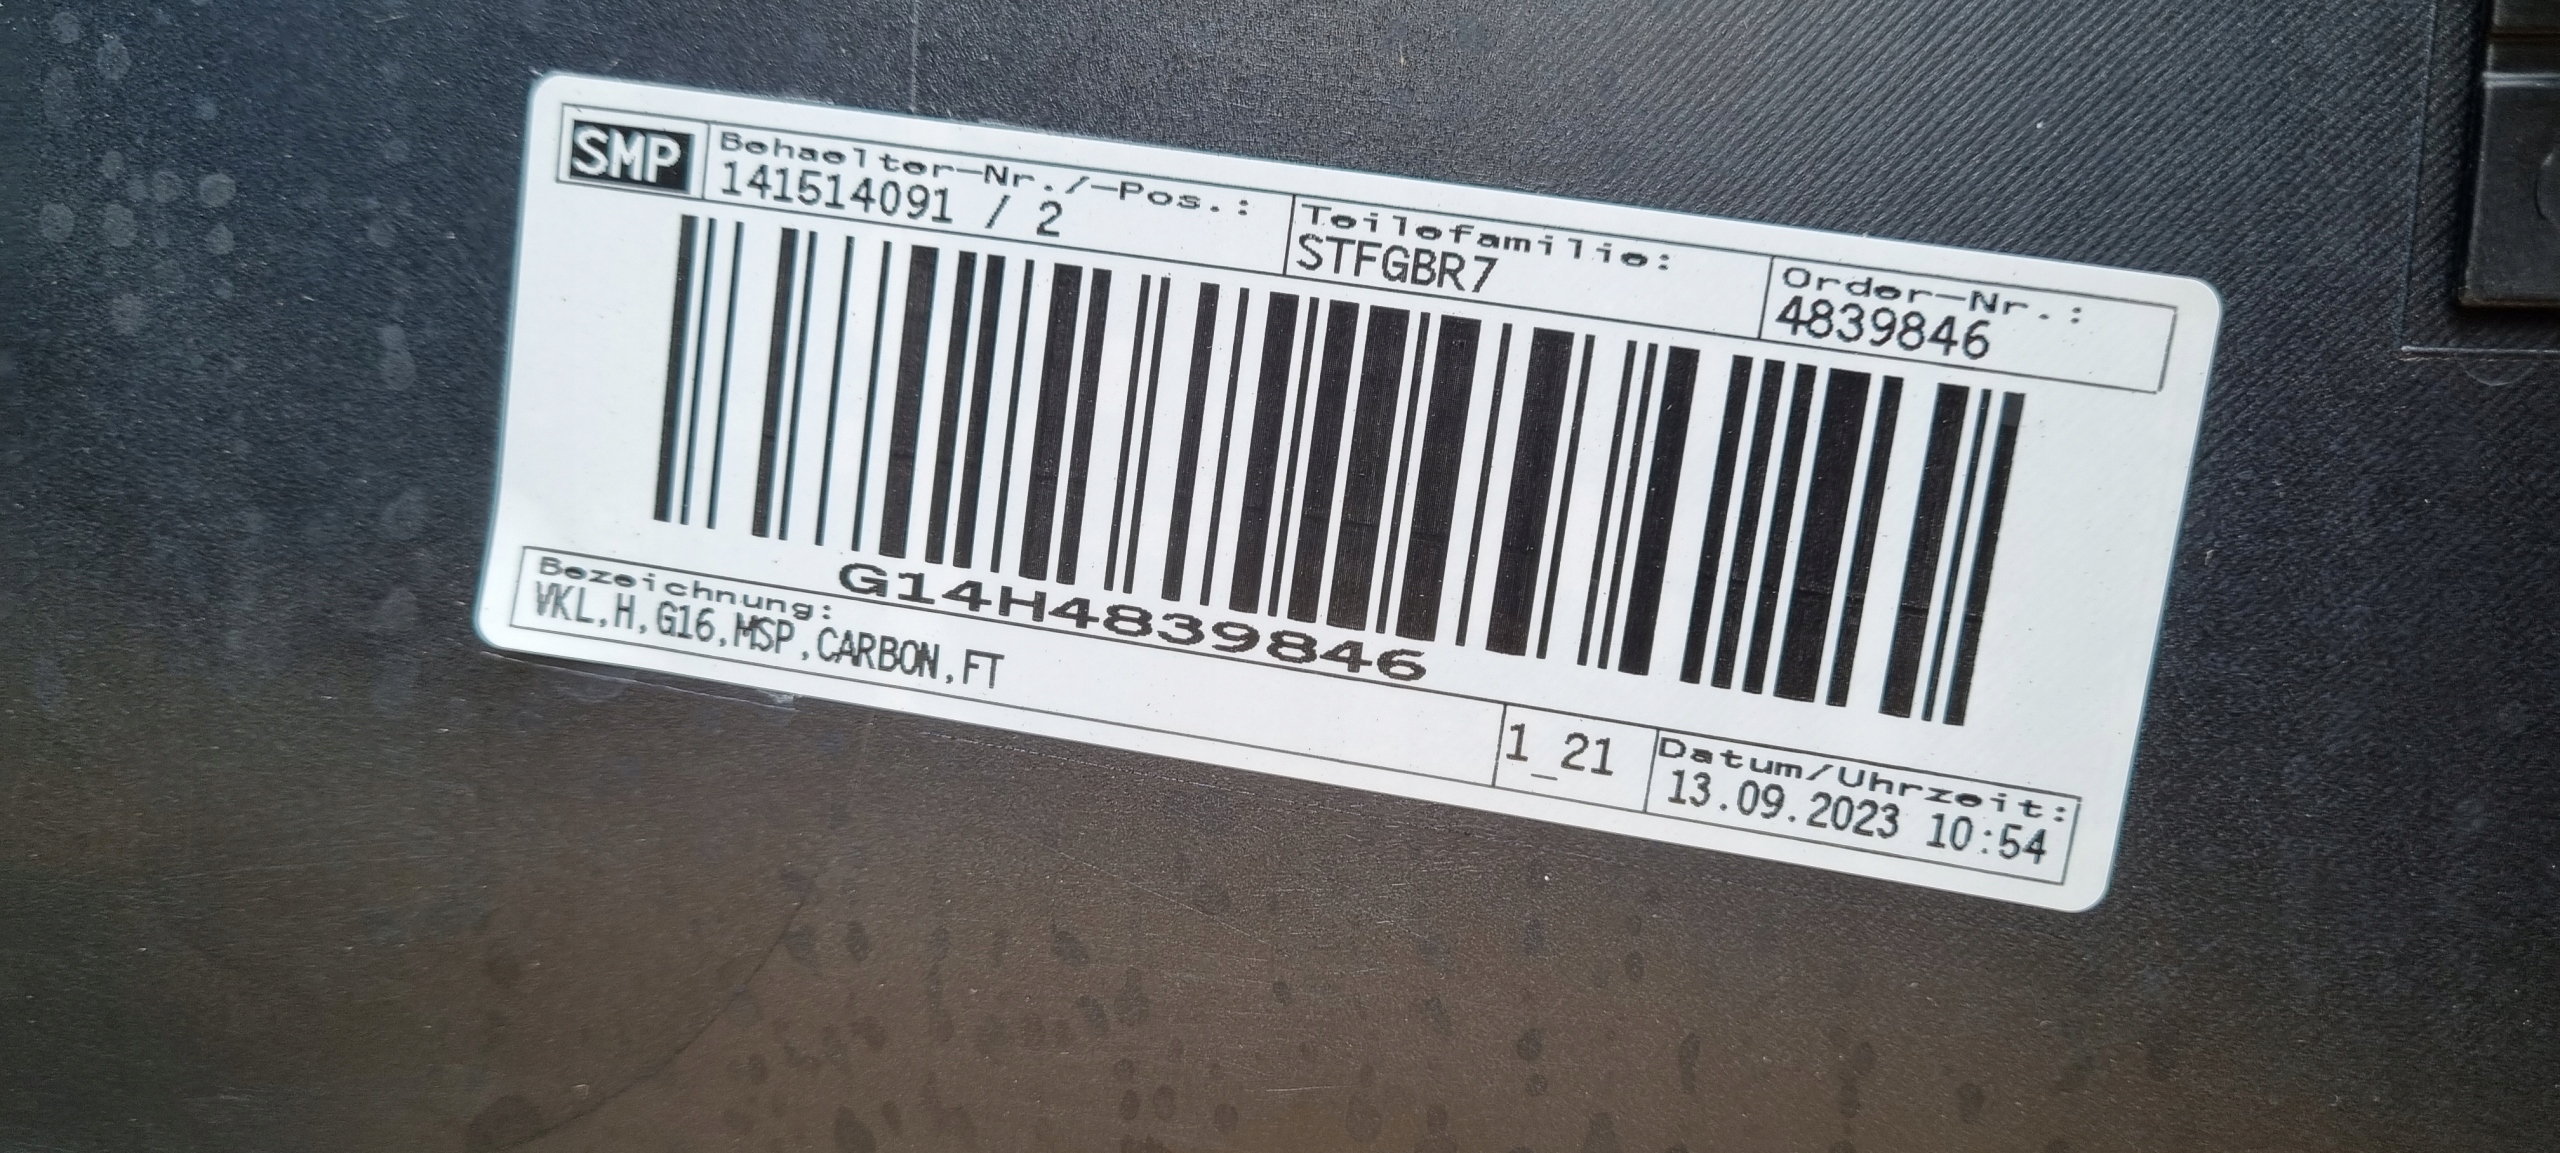 SMP
Behaelter-Nr./-Pos.:
141514091 / 2
Teilefamilie:
STFGBR7
Order-Nr.:
4839846
G14H4839846
Bezeichnung:
VKL,H,G16,MSP,CARBON,FT
1_21
Datum/Uhrzeit:
13.09.2023 10:54